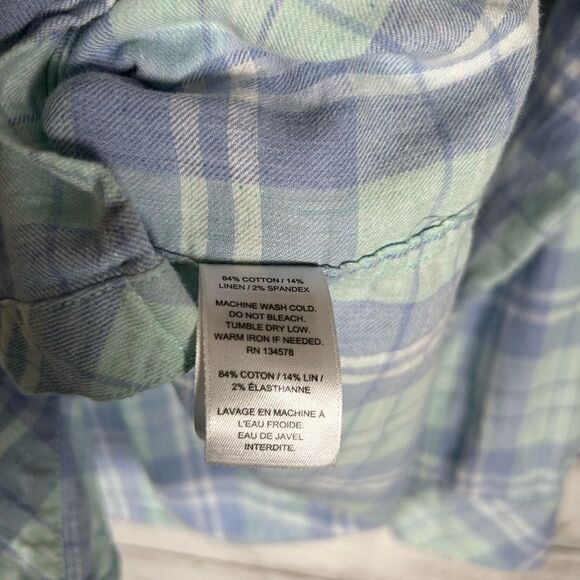 84% COTTON / 14%
LINEN / 2% SPANDEX
MACHINE WASH COLD.
DO NOT BLEACH.
TUMBLE DRY LOW.
WARM IRON IF NEEDED.
RN 134578
84% COTON / 14% LIN /
2% ÉLASTHANNE
LAVAGE EN MACHINE À
L'EAU FROIDE.
EAU DE JAVEL
INTERDITE.